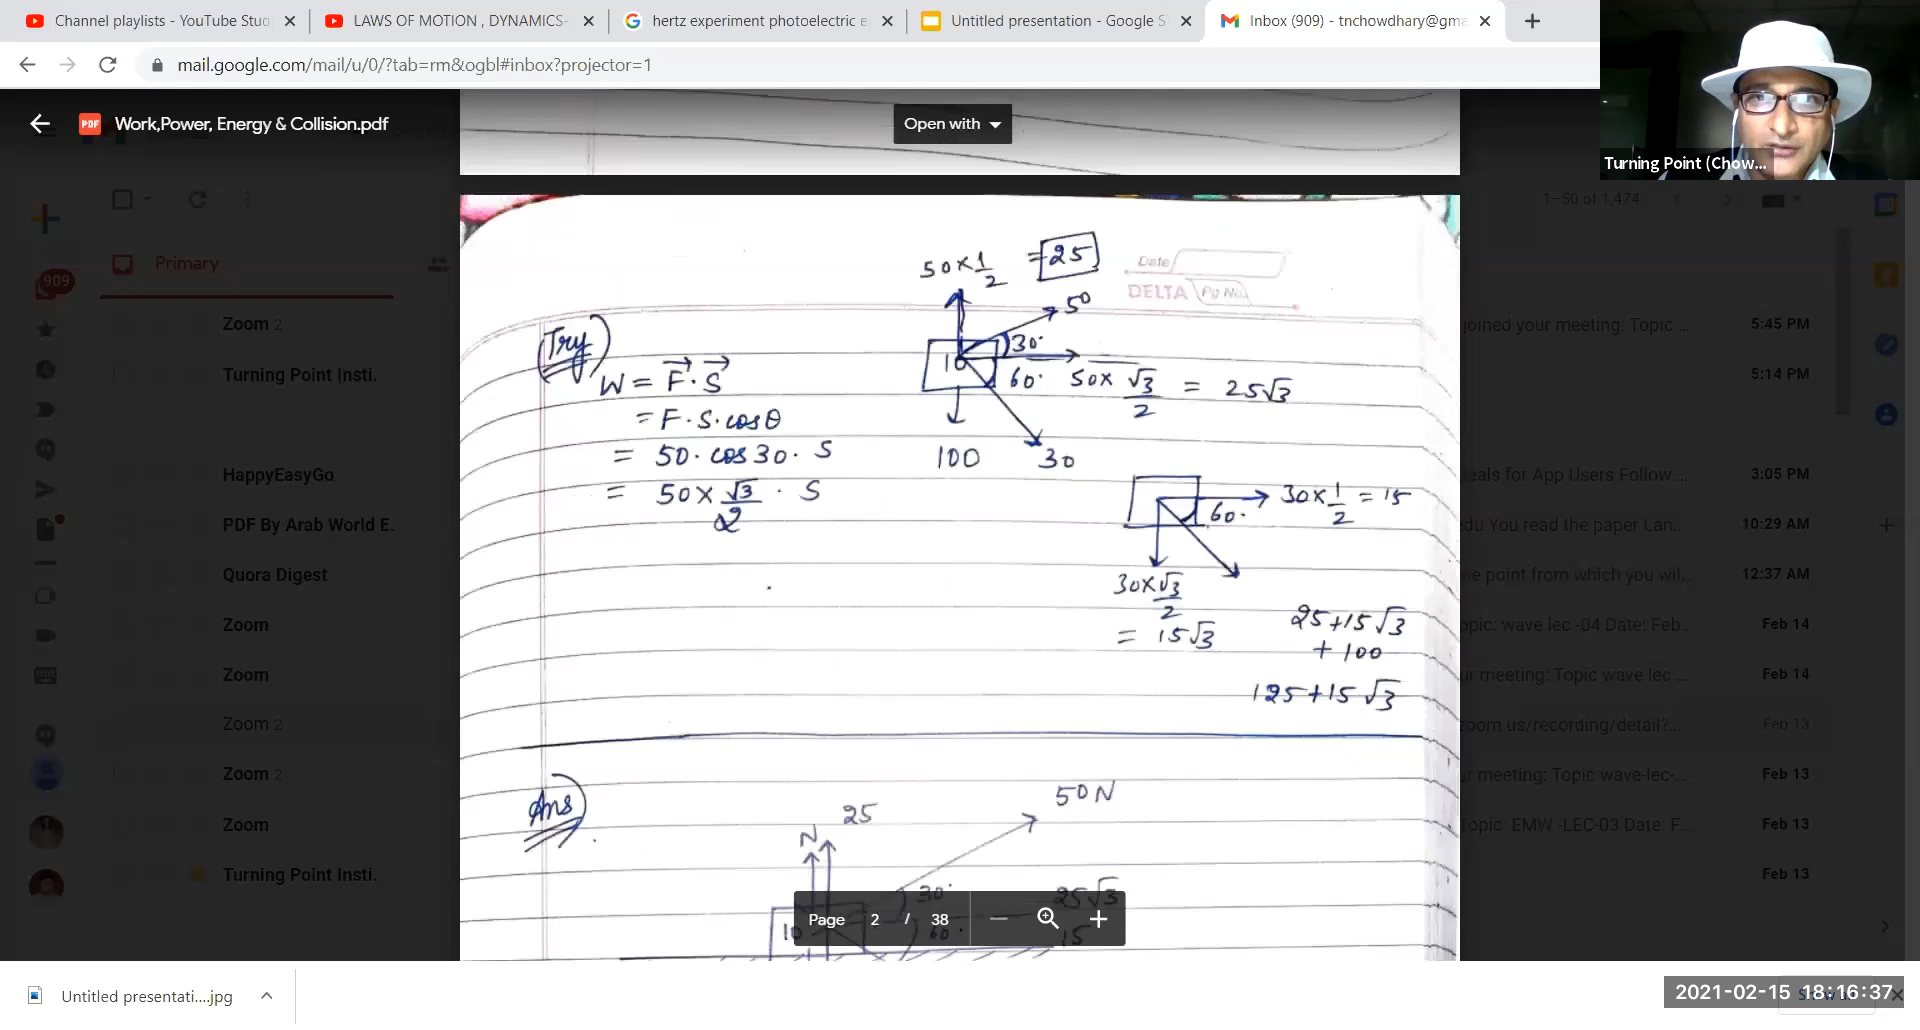 Channel playlists - YouTube Stud
LAWS OF MOTION , DYNAMICS-
hertz experiment photoelectric e
Untitled presentation - Google S
Inbox (909) - tnchowdhary@gma
mail.google.com/mail/u/0/?tab=rm&ogbl#inbox?projector=1
PDF
Work,Power, Energy & Collision.pdf
Open with
Turning Point (Chow...
1–50 of 1,474
Primary
909
Zoom 2
Turning Point Insti.
HappyEasyGo
PDF By Arab World E.
Quora Digest
Zoom
Zoom
Zoom 2
Zoom 2
Zoom
Turning Point Insti.
joined your meeting: Topic ...
5:45 PM
5:14 PM
eals for App Users Follow ...
3:05 PM
du You read the paper Lan...
10:29 AM
e point from which you wil...
12:37 AM
opic: wave lec -04 Date: Feb...
Feb 14
ur meeting: Topic wave lec ...
Feb 14
zoom.us/recording/detail?...
Feb 13
r meeting: Topic wave-lec-...
Feb 13
Topic: EMW -LEC-03 Date: F...
Feb 13
Feb 13
Date
DELTA Pg No.
50 × 1/2 = 25
50
30°
10
60° 50 × √3/2 = 25√3
100
30
Try
W = F⃗ · S⃗
= F · S · cosθ
= 50 · cos30 · S
= 50 × √3/2 · S
60° 30 × 1/2 = 15
30 × √3/2
= 15√3
25 + 15√3
+ 100
125 + 15√3
Ans
N 25
50 N
30°
25√3
10
60°
15
Page 2 / 38
Untitled presentati....jpg
2021-02-15 18:16:37